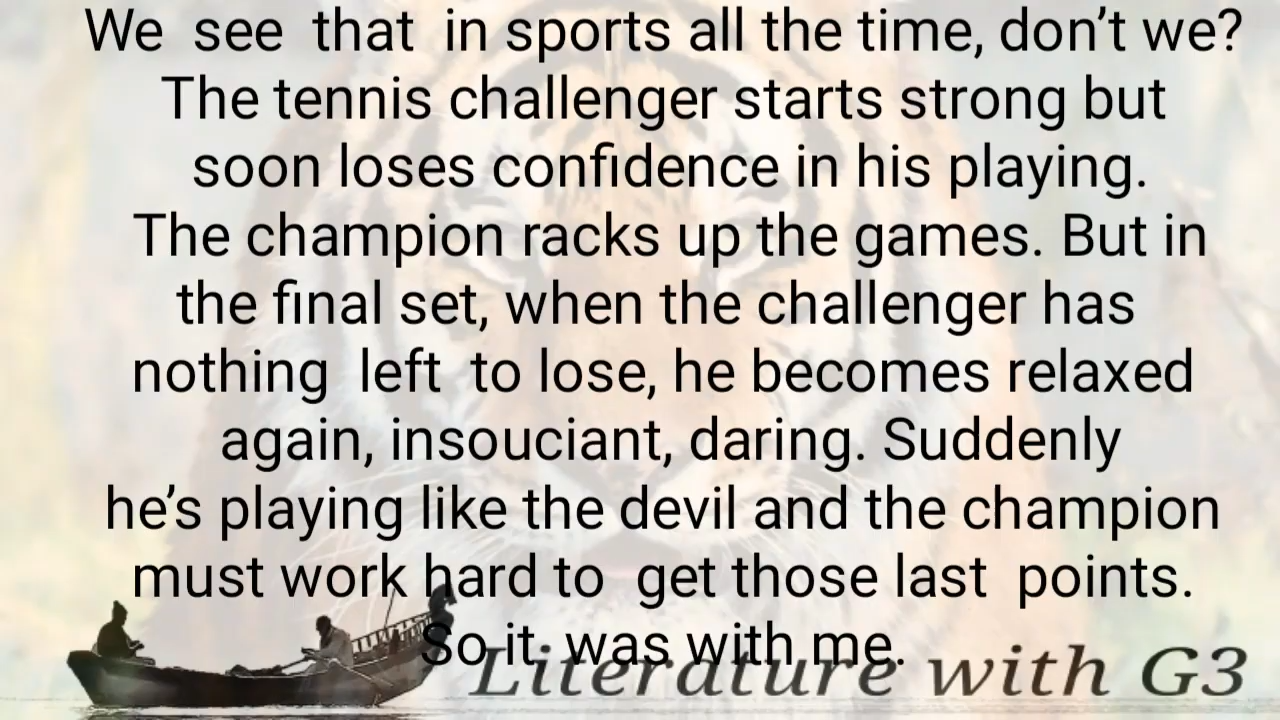 We see that in sports all the time, don’t we?
The tennis challenger starts strong but
soon loses confidence in his playing.
The champion racks up the games. But in
the final set, when the challenger has
nothing left to lose, he becomes relaxed
again, insouciant, daring. Suddenly
he’s playing like the devil and the champion
must work hard to get those last points.
So it was with me.
Literature with G3